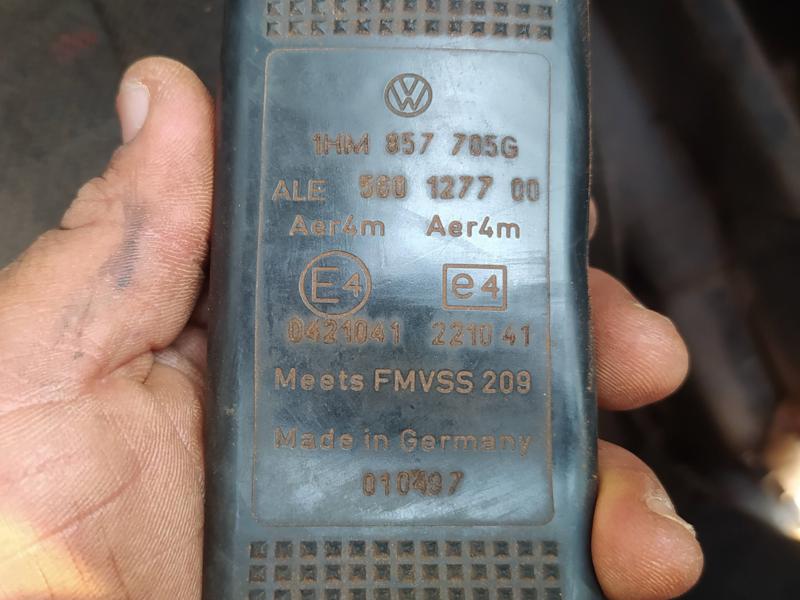 1HM 857 705G
ALE 560 1277 00
Aer4m Aer4m
E4 e4
0421041 221041
Meets FMVSS 209
Made in Germany